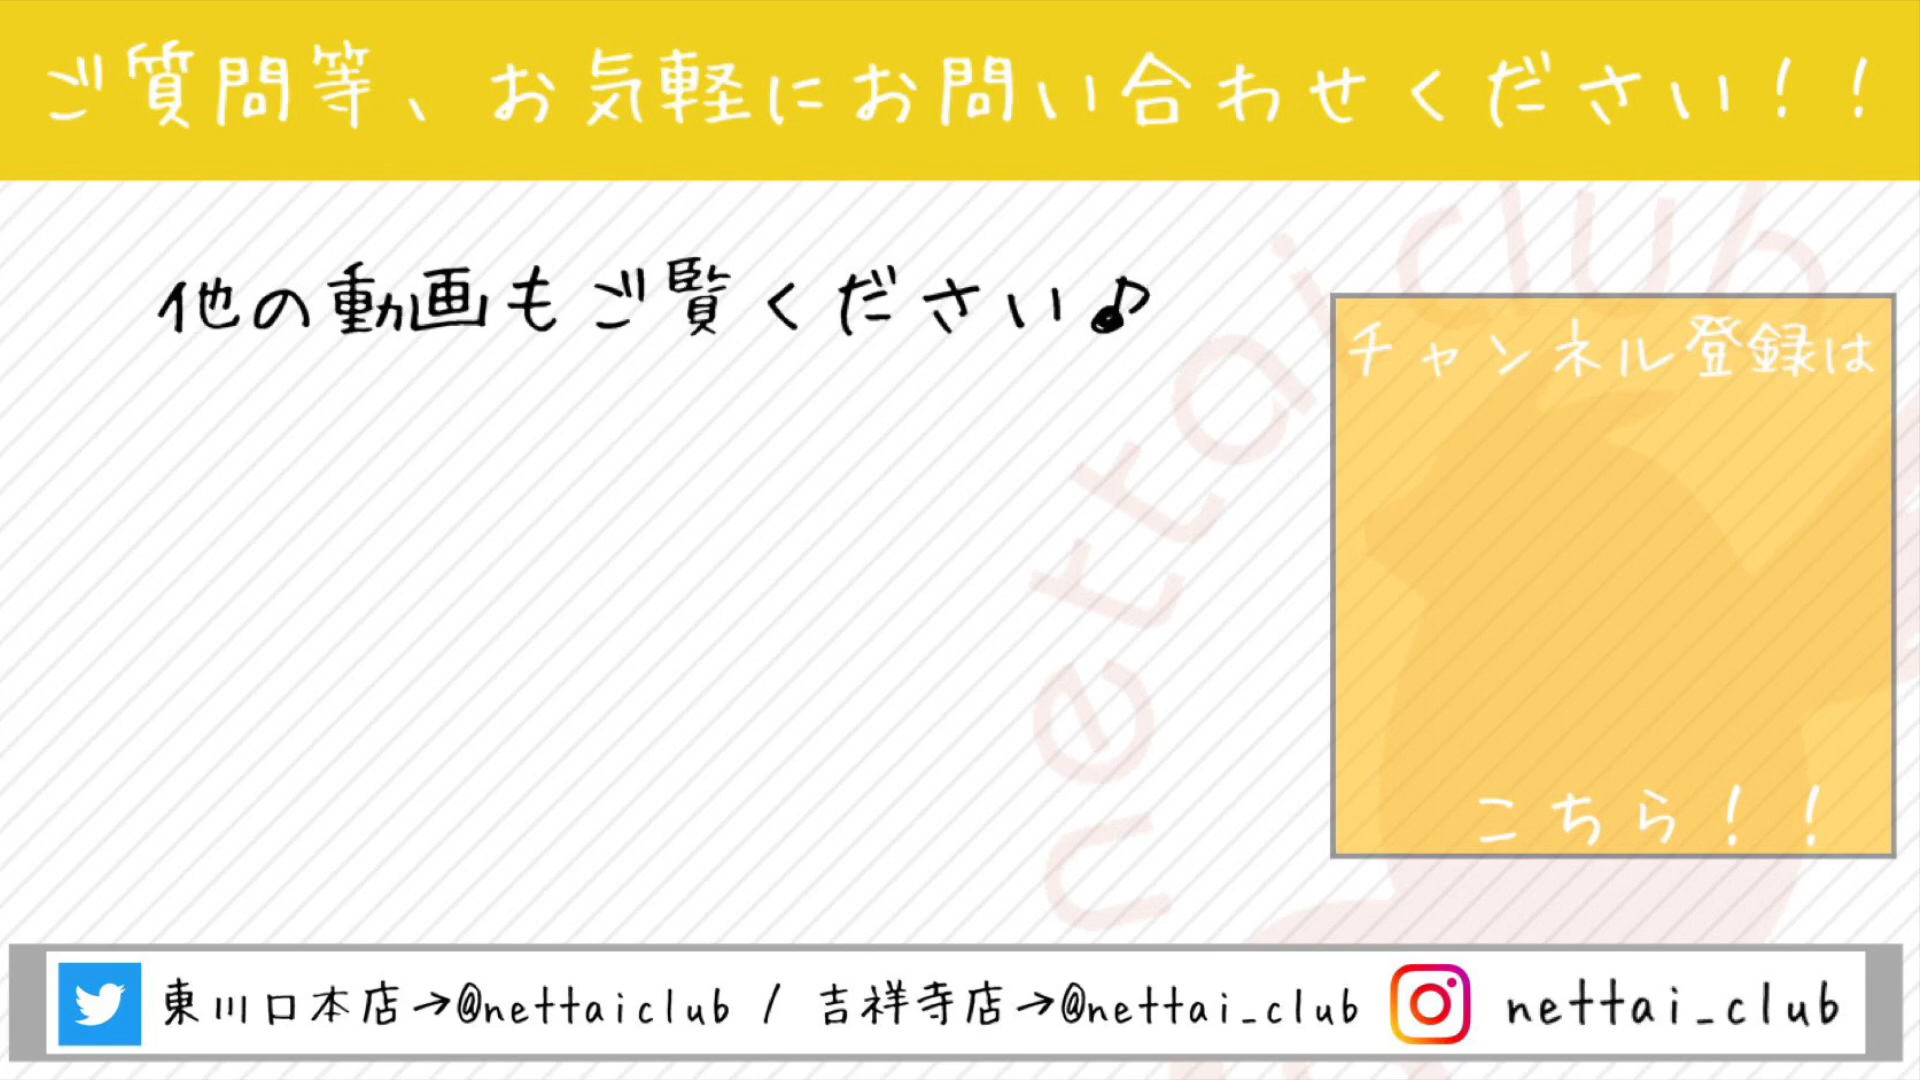 ご質問等、お気軽にお問い合わせください！！
他の動画もご覧ください♪
nettaiclub
チャンネル登録は
こちら！！
東川口本店→@nettaiclub / 吉祥寺店→@nettai_club
nettai_club